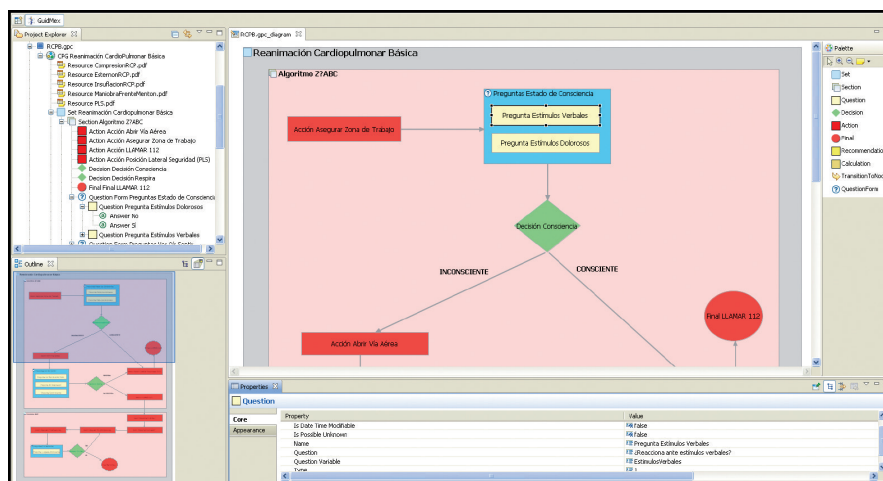 GuidMex
Project Explorer
RCPB.gpc
CPG Reanimación CardioPulmonar Básica
Resource CompresionRCP.pdf
Resource EsternonRCP.pdf
Resource InsuflacionRCP.pdf
Resource ManiobraFrenteMenton.pdf
Resource PLS.pdf
Set Reanimación Cardiopulmonar Básica
Section Algoritmo Z?ABC
Action Acción Abrir Vía Aérea
Action Acción Asegurar Zona de Trabajo
Action Acción LLAMAR 112
Action Acción Posición Lateral Seguridad (PLS)
Decision Decisión Consciencia
Decision Decisión Respira
Final Final LLAMAR 112
Question Form Preguntas Estado de Conscienci
Question Pregunta Estímulos Dolorosos
Answer No
Answer Sí
Question Pregunta Estímulos Verbales
Outline
RCPB.gpc_diagram
Reanimación Cardiopulmonar Básica
Algoritmo Z?ABC
Preguntas Estado de Consciencia
Pregunta Estímulos Verbales
Pregunta Estímulos Dolorosos
Acción Asegurar Zona de Trabajo
Decisión Consciencia
INCONSCIENTE
CONSCIENTE
Acción Abrir Vía Aérea
Final LLAMAR 112
Palette
Set
Section
Question
Decision
Action
Final
Recommendatio
Calculation
TransitionToNod
QuestionForm
Properties
Question
Core
Appearance
Property Value
Is Date Time Modifiable false
Is Possible Unknown false
Name Pregunta Estímulos Verbales
Question ¿Reacciona ante estímulos verbales?
Question Variable EstimulosVerbales
Type 1